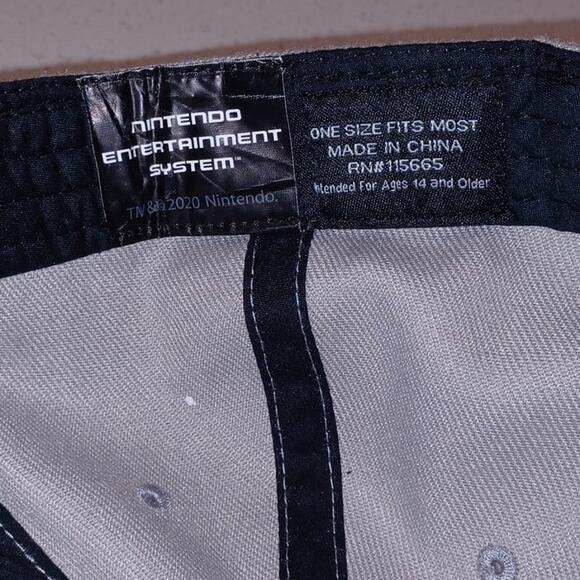 NINTENDO
ENTERTAINMENT
SYSTEM™
TM & © 2020 Nintendo.
ONE SIZE FITS MOST
MADE IN CHINA
RN#115665
Intended For Ages 14 and Older